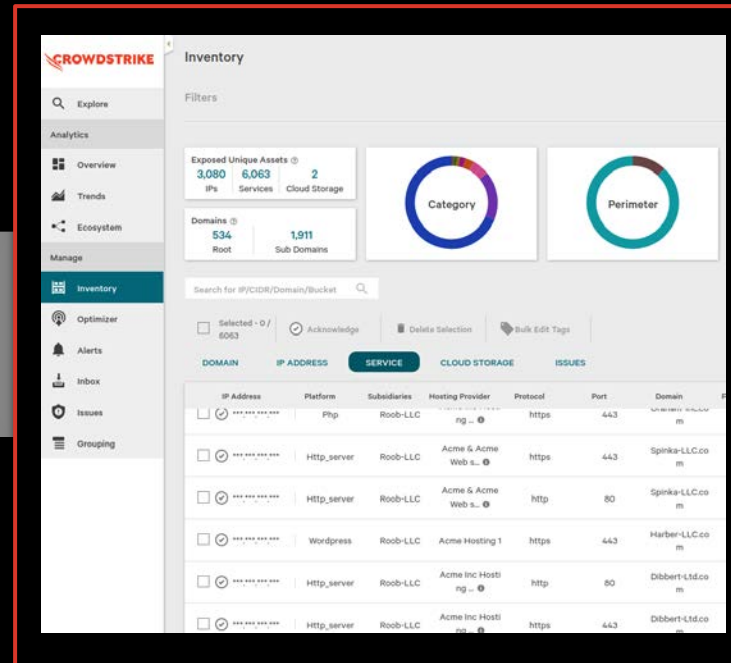 CROWDSTRIKE
Inventory
Explore
Filters
Analytics
Overview
Trends
Ecosystem
Manage
Inventory
Optimizer
Alerts
Inbox
Issues
Grouping
Exposed Unique Assets
3,080 6,063 2
IPs Services Cloud Storage
Domains
534 1,911
Root Sub Domains
Category
Perimeter
Search for IP/CIDR/Domain/Bucket
Selected - 0 /
6063
Acknowledge Delete Selection Bulk Edit Tags
DOMAIN IP ADDRESS SERVICE CLOUD STORAGE ISSUES
IP Address Platform Subsidiaries Hosting Provider Protocol Port Domain
***.***.***.*** Php Roob-LLC ng ... https 443
m
Acme & Acme Spinka-LLC.co
***.***.***.*** Http_server Roob-LLC Web s... https 443 m
Acme & Acme Spinka-LLC.co
***.***.***.*** Http_server Roob-LLC Web s... http 80 m
Harber-LLC.co
***.***.***.*** Wordpress Roob-LLC Acme Hosting 1 https 443 m
Acme Inc Hosti Dibbert-Ltd.co
***.***.***.*** Http_server Roob-LLC ng ... http 80 m
Acme Inc Hosti Dibbert-Ltd.co
***.***.***.*** Http_server Roob-LLC ng ... https 443 m